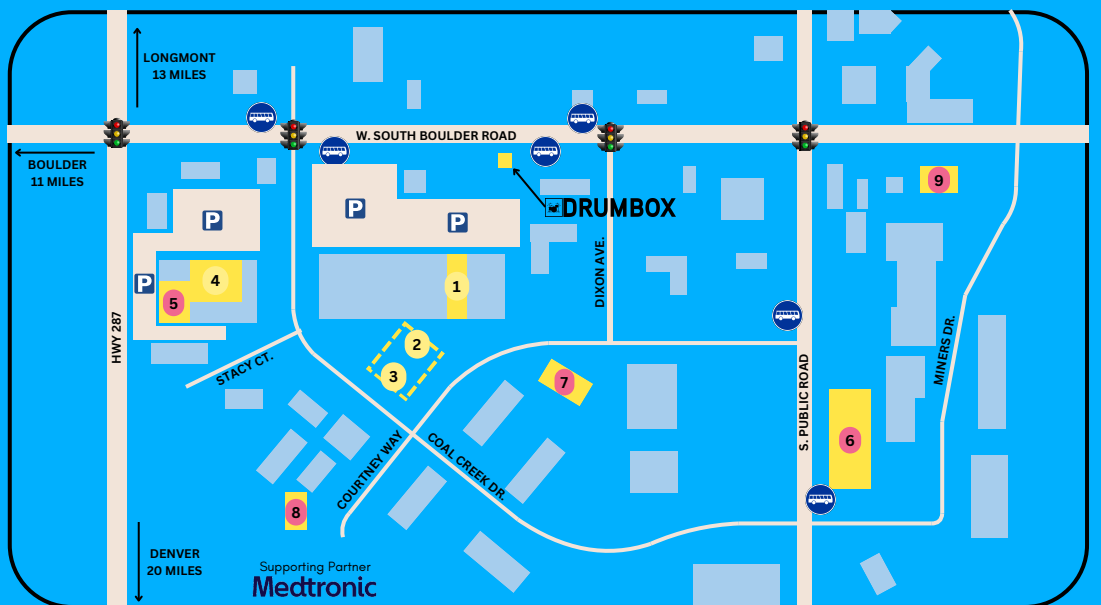 LONGMONT
13 MILES
W. SOUTH BOULDER ROAD
BOULDER
11 MILES
9
P
P
P
DRUMBOX
DIXON AVE.
P
4
5
1
HWY 287
STACY CT.
2
3
7
MINERS DR.
S. PUBLIC ROAD
6
COURTNEY WAY
COAL CREEK DR.
8
DENVER
20 MILES
Supporting Partner
Medtronic